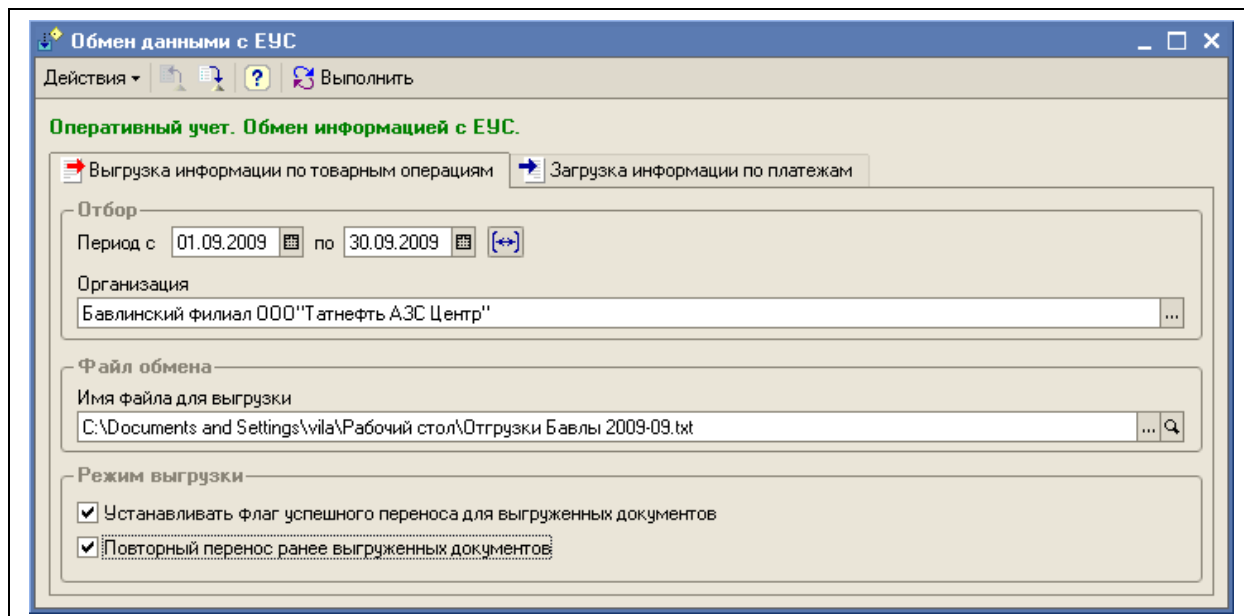 Обмен данными с ЕУС
Действия Выполнить
Оперативный учет. Обмен информацией с ЕУС.
Выгрузка информации по товарным операциям Загрузка информации по платежам
Отбор
Период с 01.09.2009 по 30.09.2009
Организация
Бавлинский филиал ООО"Татнефть АЗС Центр"
...
Файл обмена
Имя файла для выгрузки
C:\Documents and Settings\vila\Рабочий стол\Отгрузки Бавлы 2009-09.txt
...
Режим выгрузки
Устанавливать флаг успешного переноса для выгруженных документов
Повторный перенос ранее выгруженных документов